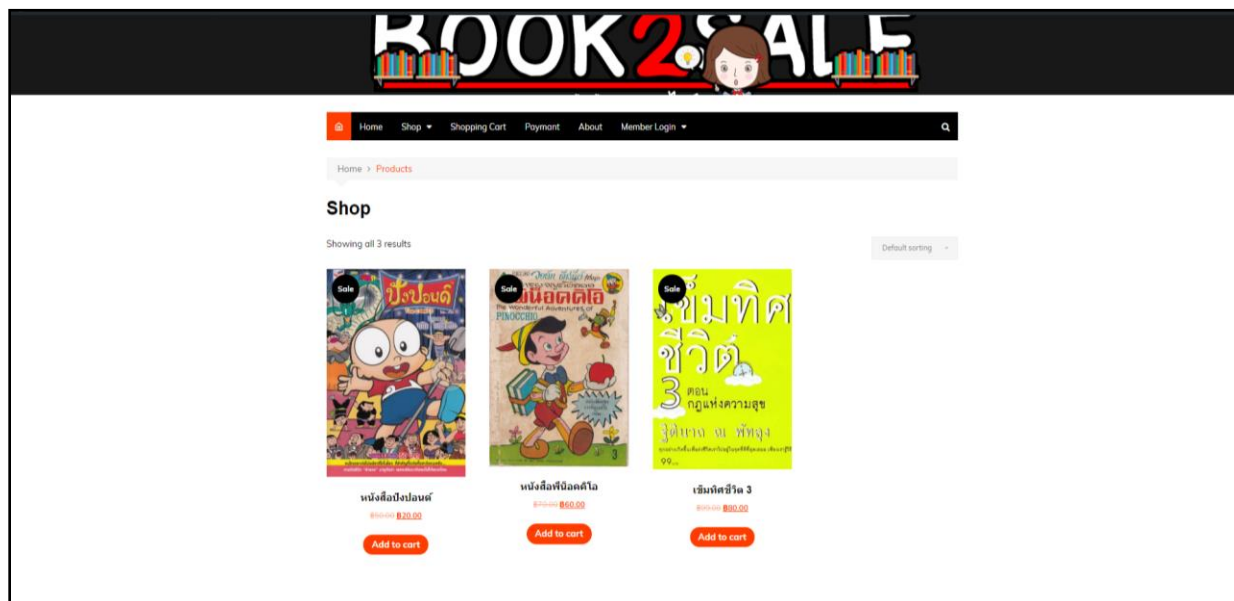 BOOK2SALE
Home Shop Shopping Cart Paymant About Member Login
Home > Products
Shop
Showing all 3 results
Default sorting
Sale
ปังปอนด์
Sale
The Wonderful Adventures of
PINOCCHIO
3
Sale
เข็มทิศ
ชีวิต
3 ตอน
กฎแห่งความสุข
ฐิตินาถ ณ พัทลุง
99.-
หนังสือปังปอนด์
฿50.00 ฿20.00
Add to cart
หนังสือพีน็อคคีโอ
฿70.00 ฿60.00
Add to cart
เข็มทิศชีวิต 3
฿99.00 ฿80.00
Add to cart